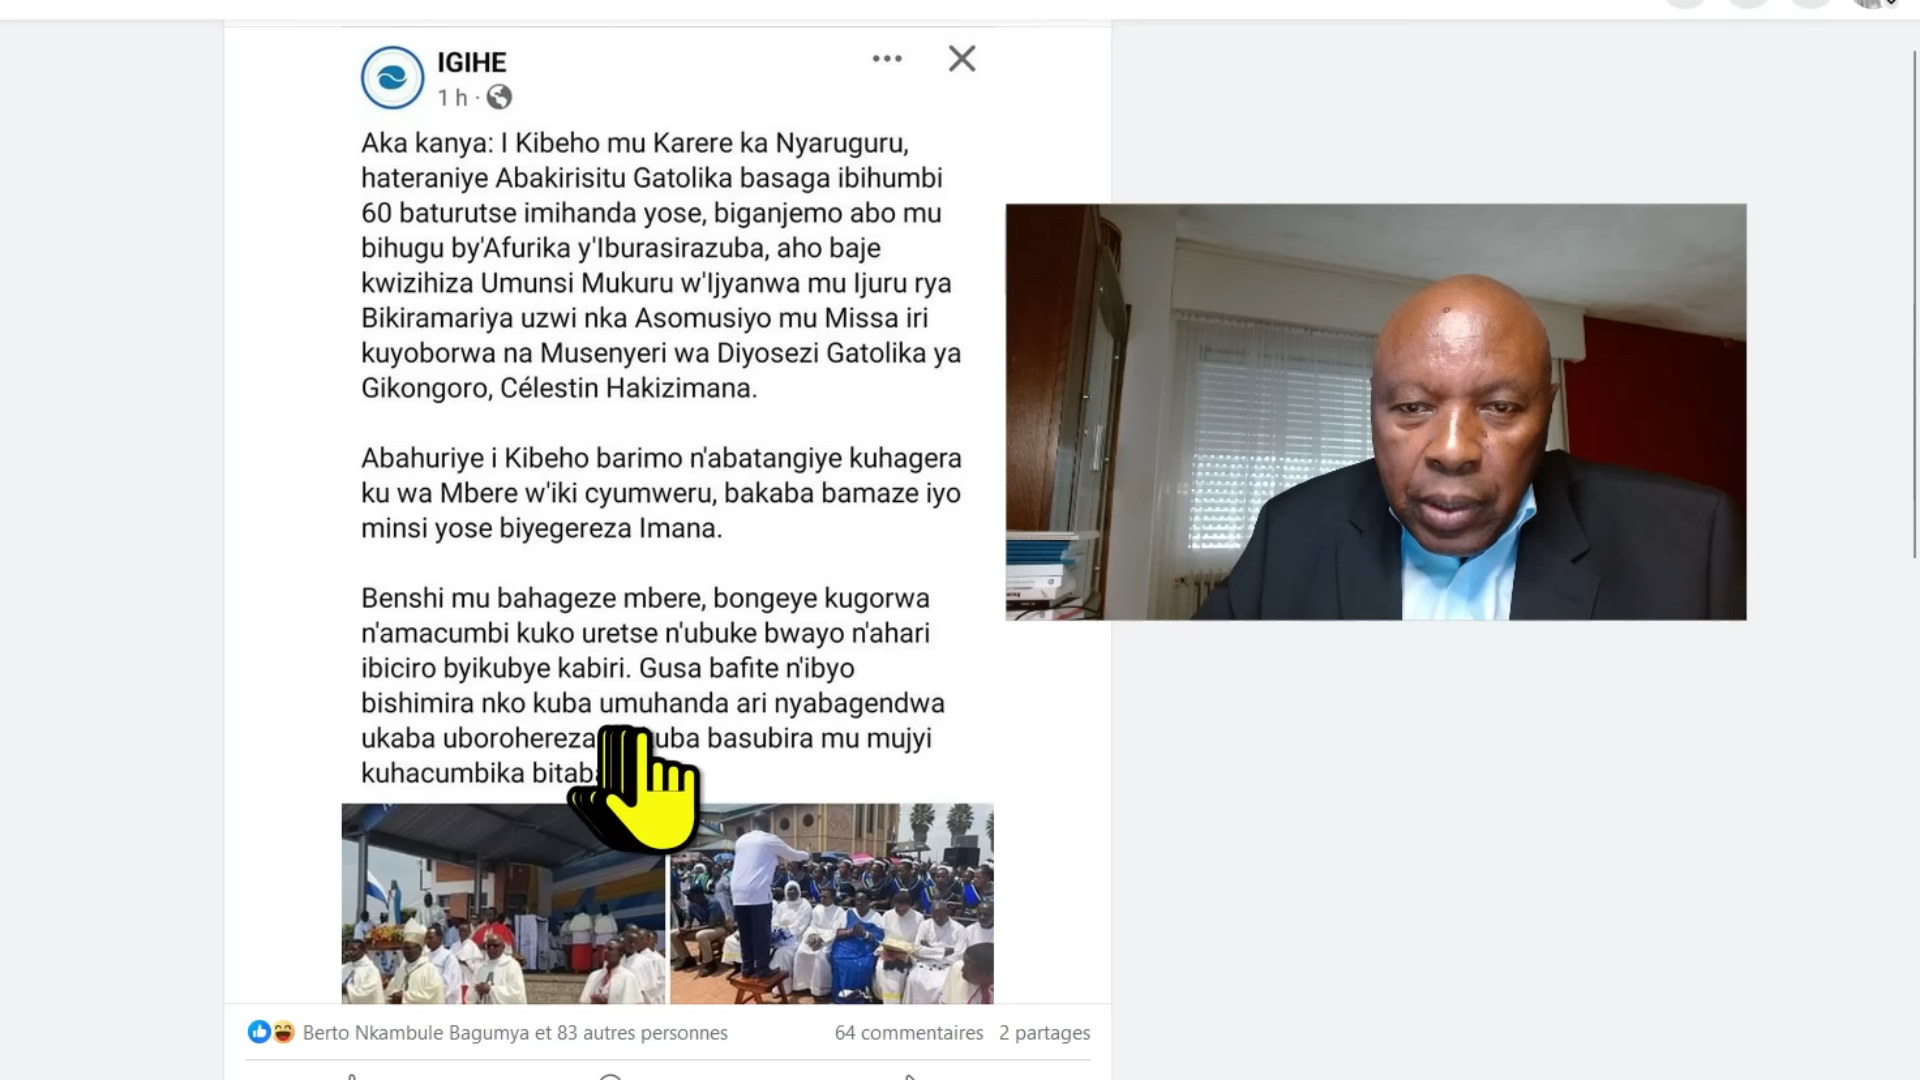 IGIHE
1 h ·
Aka kanya: I Kibeho mu Karere ka Nyaruguru,
hateraniye Abakirisitu Gatolika basaga ibihumbi
60 baturutse imihanda yose, biganjemo abo mu
bihugu by'Afurika y'Iburasirazuba, aho baje
kwizihiza Umunsi Mukuru w'Ijyanwa mu Ijuru rya
Bikiramariya uzwi nka Asomusiyo mu Missa iri
kuyoborwa na Musenyeri wa Diyosezi Gatolika ya
Gikongoro, Célestin Hakizimana.
Abahuriye i Kibeho barimo n'abatangiye kuhagera
ku wa Mbere w'iki cyumweru, bakaba bamaze iyo
minsi yose biyegereza Imana.
Benshi mu bahageze mbere, bongeye kugorwa
n'amacumbi kuko uretse n'ubuke bwayo n'ahari
ibiciro byikubye kabiri. Gusa bafite n'ibyo
bishimira nko kuba umuhanda ari nyabagendwa
ukaba uborohereza basubira mu mujyi
kuhacumbika
Berto Nkambule Bagumya et 83 autres personnes
64 commentaires 2 partages